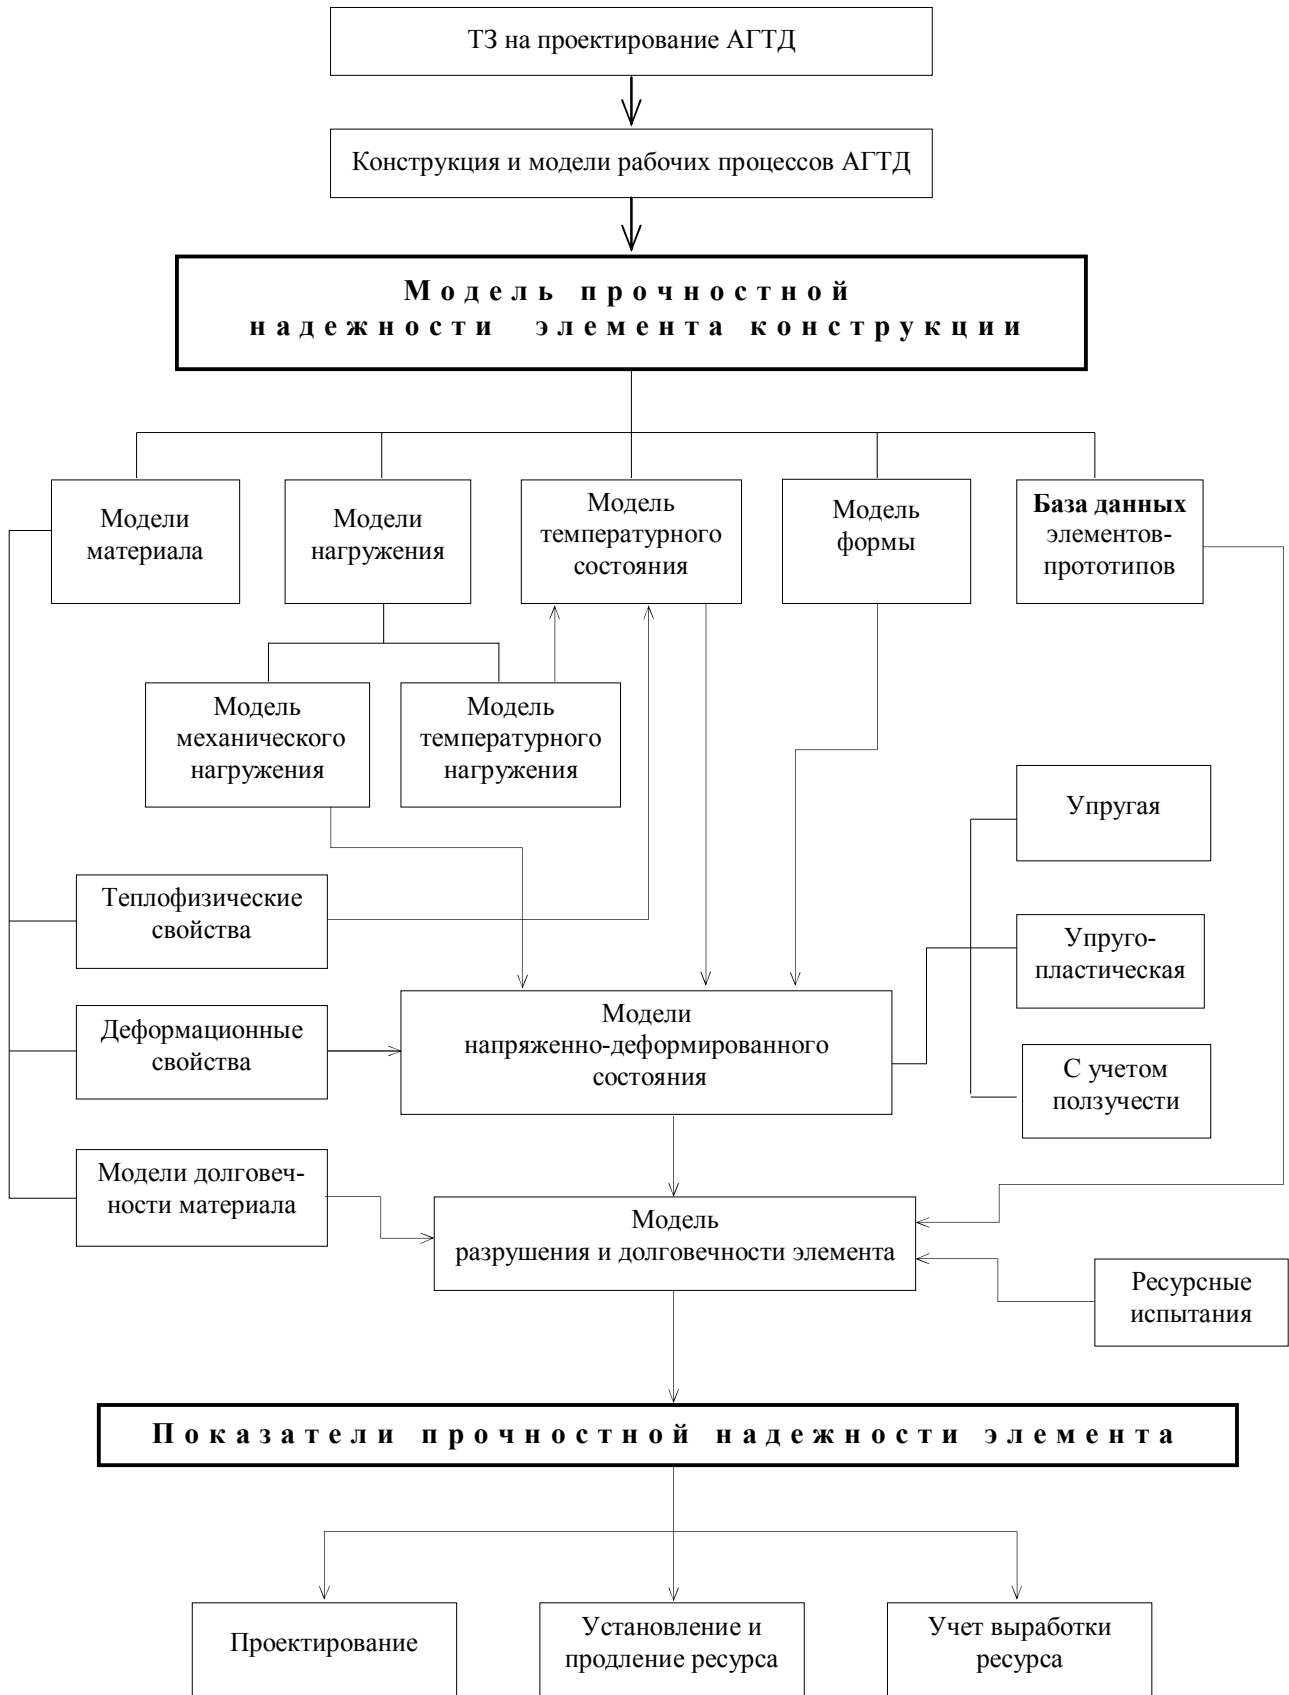 ТЗ на проектирование АГТД
Конструкция и модели рабочих процессов АГТД
Модель прочностной
надежности элемента конструкции
Модели
материала
Модели
нагружения
Модель
температурного
состояния
Модель
формы
База данных
элементов-
прототипов
Модель
механического
нагружения
Модель
температурного
нагружения
Упругая
Теплофизические
свойства
Упруго-
пластическая
Деформационные
свойства
Модели
напряженно-деформированного
состояния
С учетом
ползучести
Модели долговеч-
ности материала
Модель
разрушения и долговечности элемента
Ресурсные
испытания
Показатели прочностной надежности элемента
Проектирование
Установление и
продление ресурса
Учет выработки
ресурса